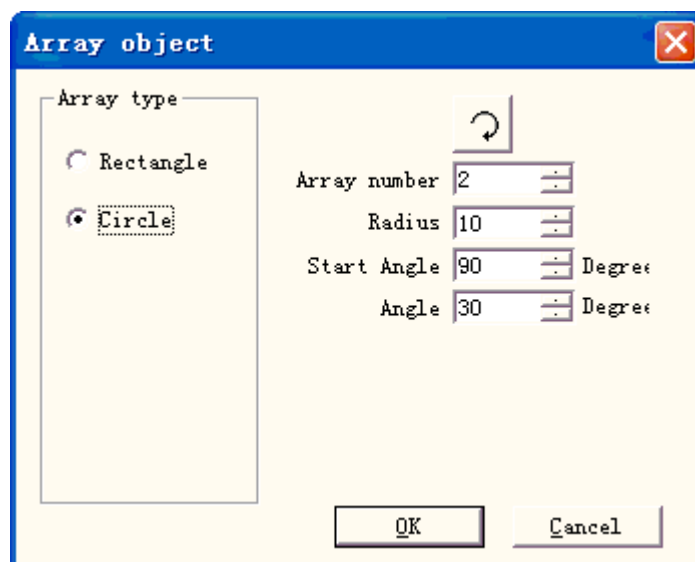 Array object
Array type
Rectangle
Circle
Array number 2
Radius 10
Start Angle 90 Degree
Angle 30 Degree
OK Cancel